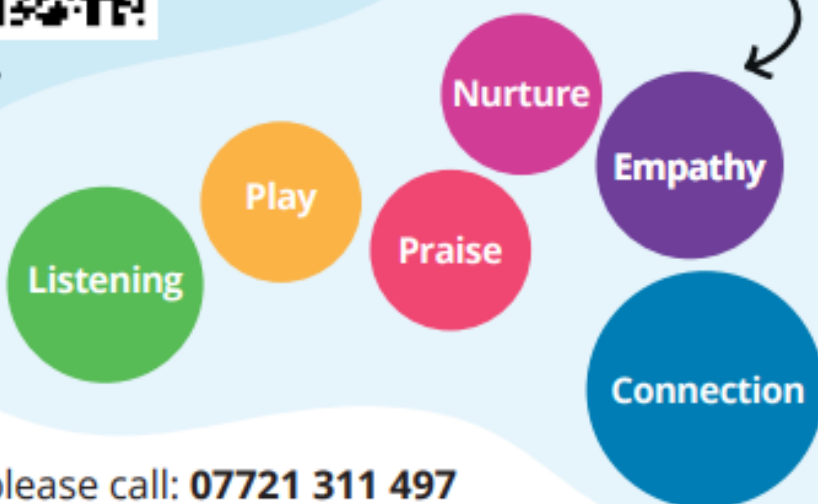 Nurture
Empathy
Play
Praise
Listening
Connection
please call: 07721 311 497